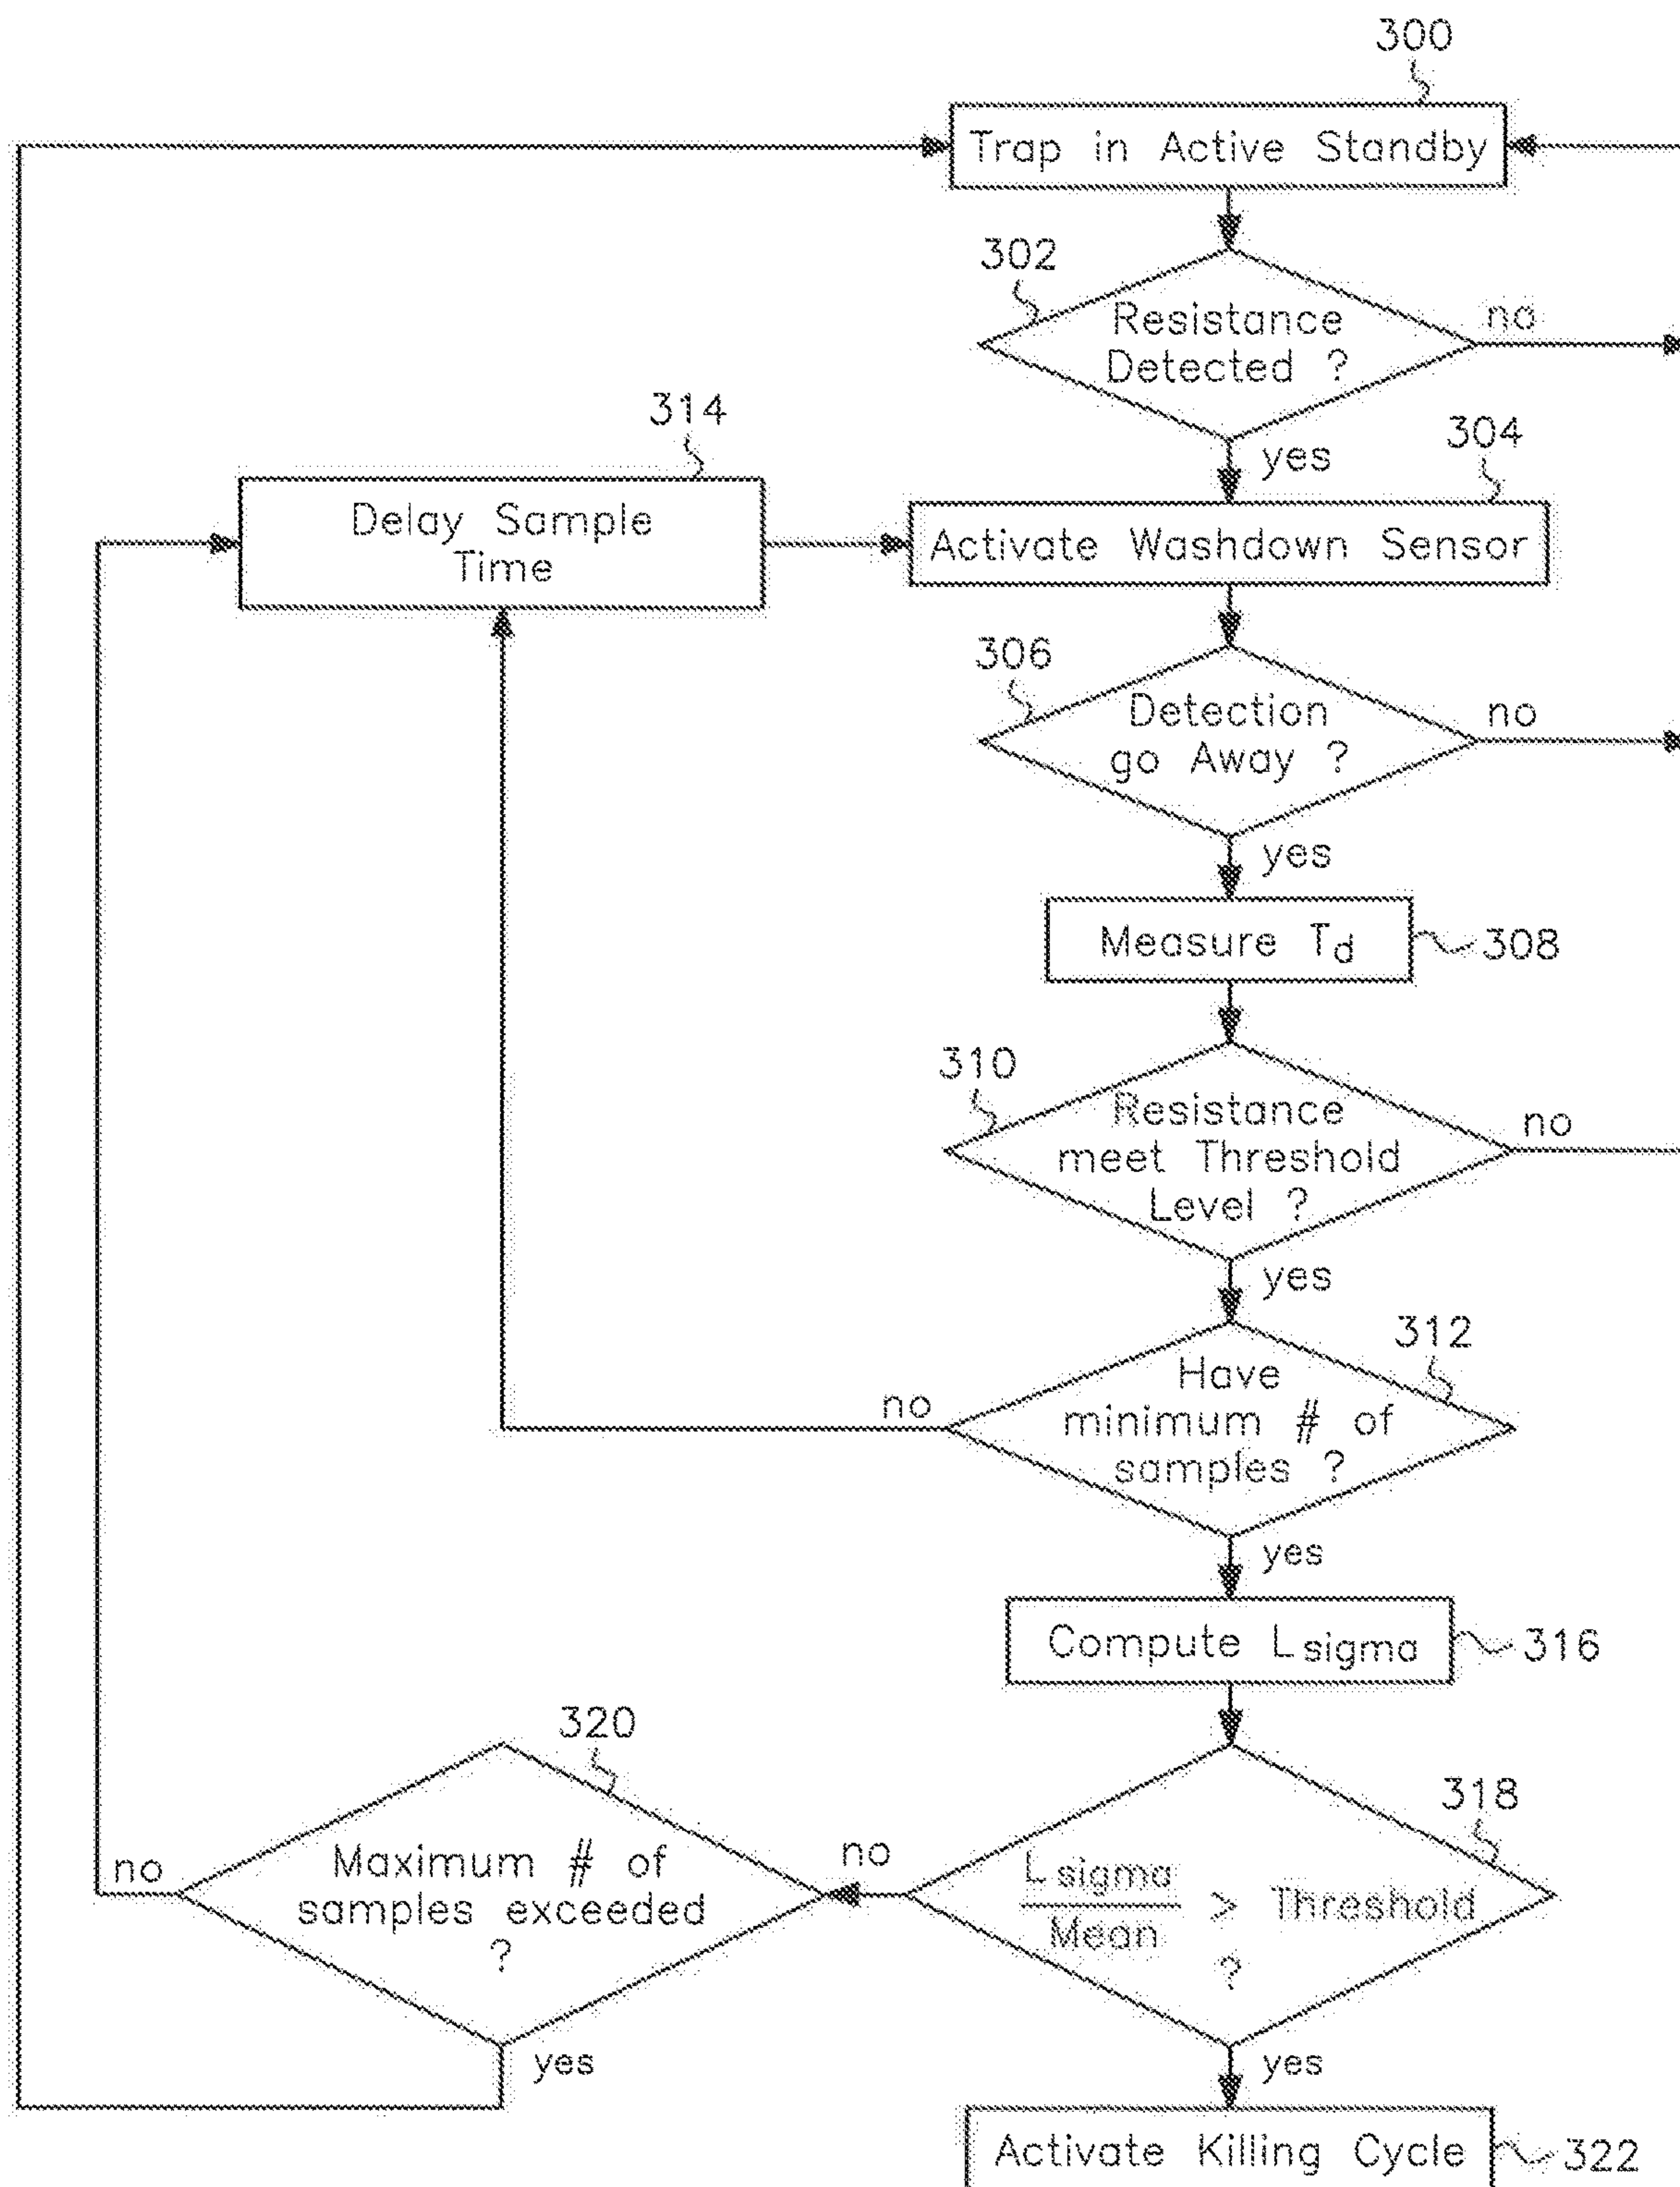 300
Trap in Active Standby
302
Resistance
Detected ?
no
yes
314
Delay Sample
Time
304
Activate Washdown Sensor
306
Detection
go Away ?
no
yes
Measure Td
308
310
Resistance
meet Threshold
Level ?
no
yes
312
Have
minimum # of
samples ?
no
yes
Compute Lsigma
316
320
Maximum # of
samples exceeded
?
no
yes
318
no
Lsigma
Mean
> Threshold
?
yes
Activate Killing Cycle
322